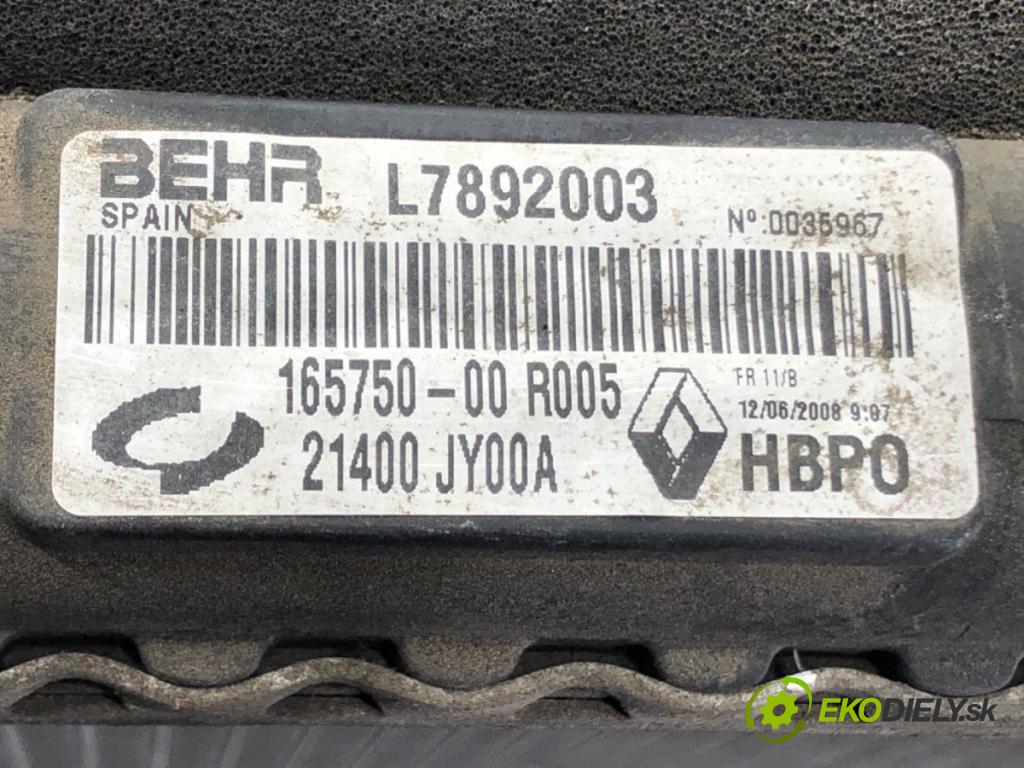 BEHR L7892003
SPAIN Nº:0035967
165750-00 R005
FR 11/B
12/06/2008 9:07
21400 JY00A
HBPO
EKODIELY.sk